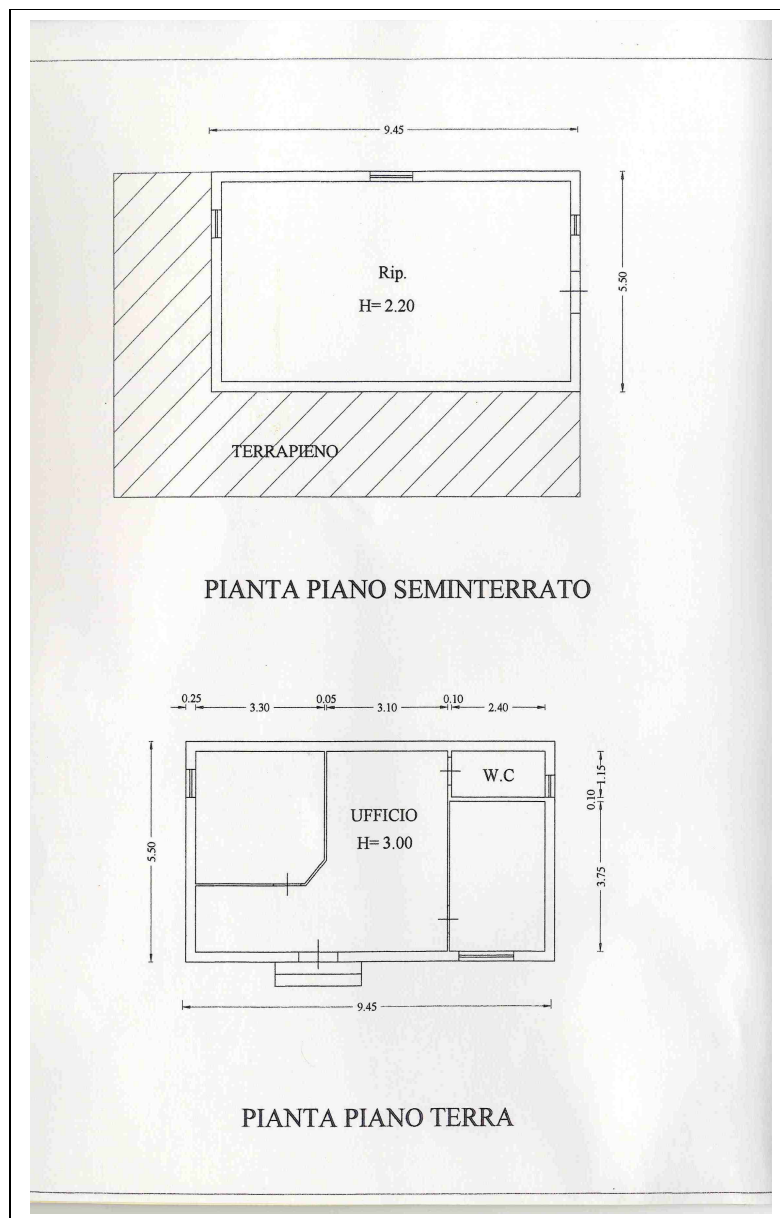 9.45
Rip.
H= 2.20
5.50
TERRAPIENO
PIANTA PIANO SEMINTERRATO
0.25
3.30
0.05
3.10
0.10
2.40
W.C
1.15
0.10
UFFICIO
H= 3.00
5.50
3.75
9.45
PIANTA PIANO TERRA